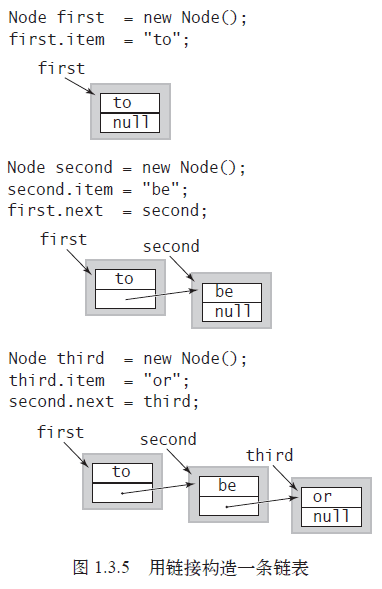 Node first  = new Node();
first.item  = "to";
first
to
null
Node second = new Node();
second.item = "be";
first.next  = second;
first
second
to
be
null
Node third  = new Node();
third.item  = "or";
second.next = third;
first
second
third
to
be
or
null
图 1.3.5 用链接构造一条链表